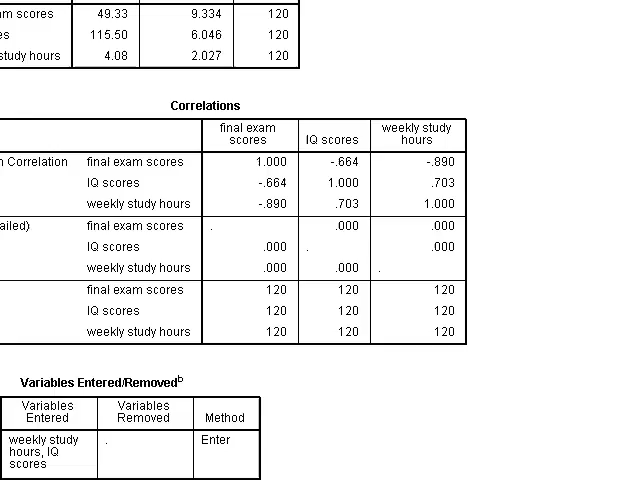 am scores 49.33 9.334 120
es 115.50 6.046 120
study hours 4.08 2.027 120
Correlations
final exam scores IQ scores weekly study hours
n Correlation final exam scores 1.000 -.664 -.890
IQ scores -.664 1.000 .703
weekly study hours -.890 .703 1.000
ailed) final exam scores . .000 .000
IQ scores .000 . .000
weekly study hours .000 .000 .
final exam scores 120 120 120
IQ scores 120 120 120
weekly study hours 120 120 120
Variables Entered/Removedb
Variables Entered Variables Removed Method
weekly study hours, IQ scores . Enter